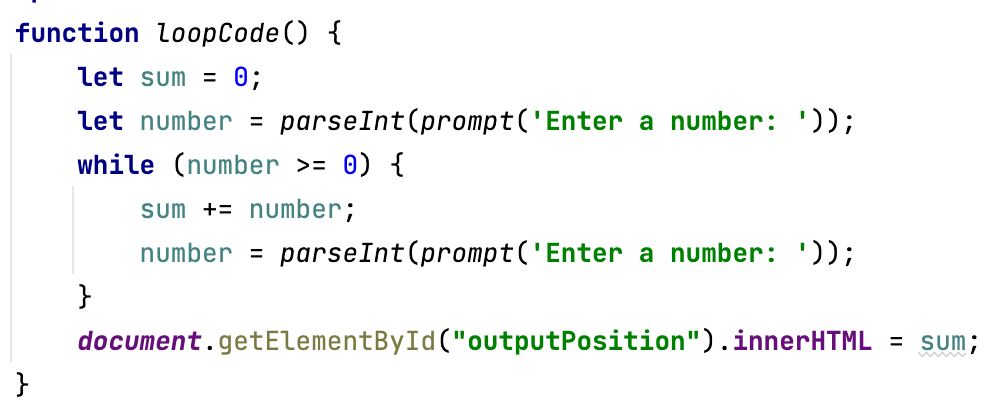 function loopCode() {
    let sum = 0;
    let number = parseInt(prompt('Enter a number: '));
    while (number >= 0) {
        sum += number;
        number = parseInt(prompt('Enter a number: '));
    }
    document.getElementById("outputPosition").innerHTML = sum;
}